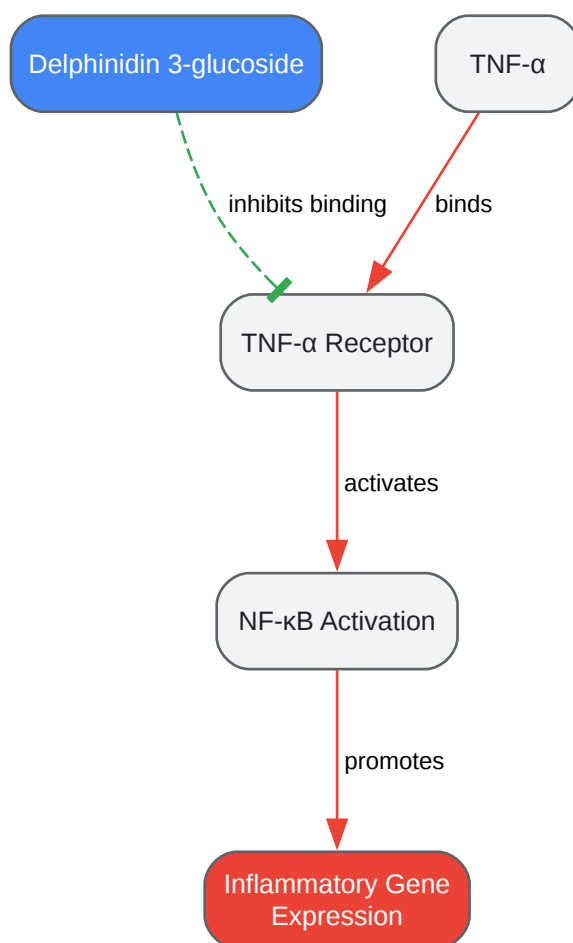 Delphinidin 3-glucoside
TNF-α
inhibits binding
binds
TNF-α Receptor
activates
NF-κB Activation
promotes
Inflammatory Gene
Expression